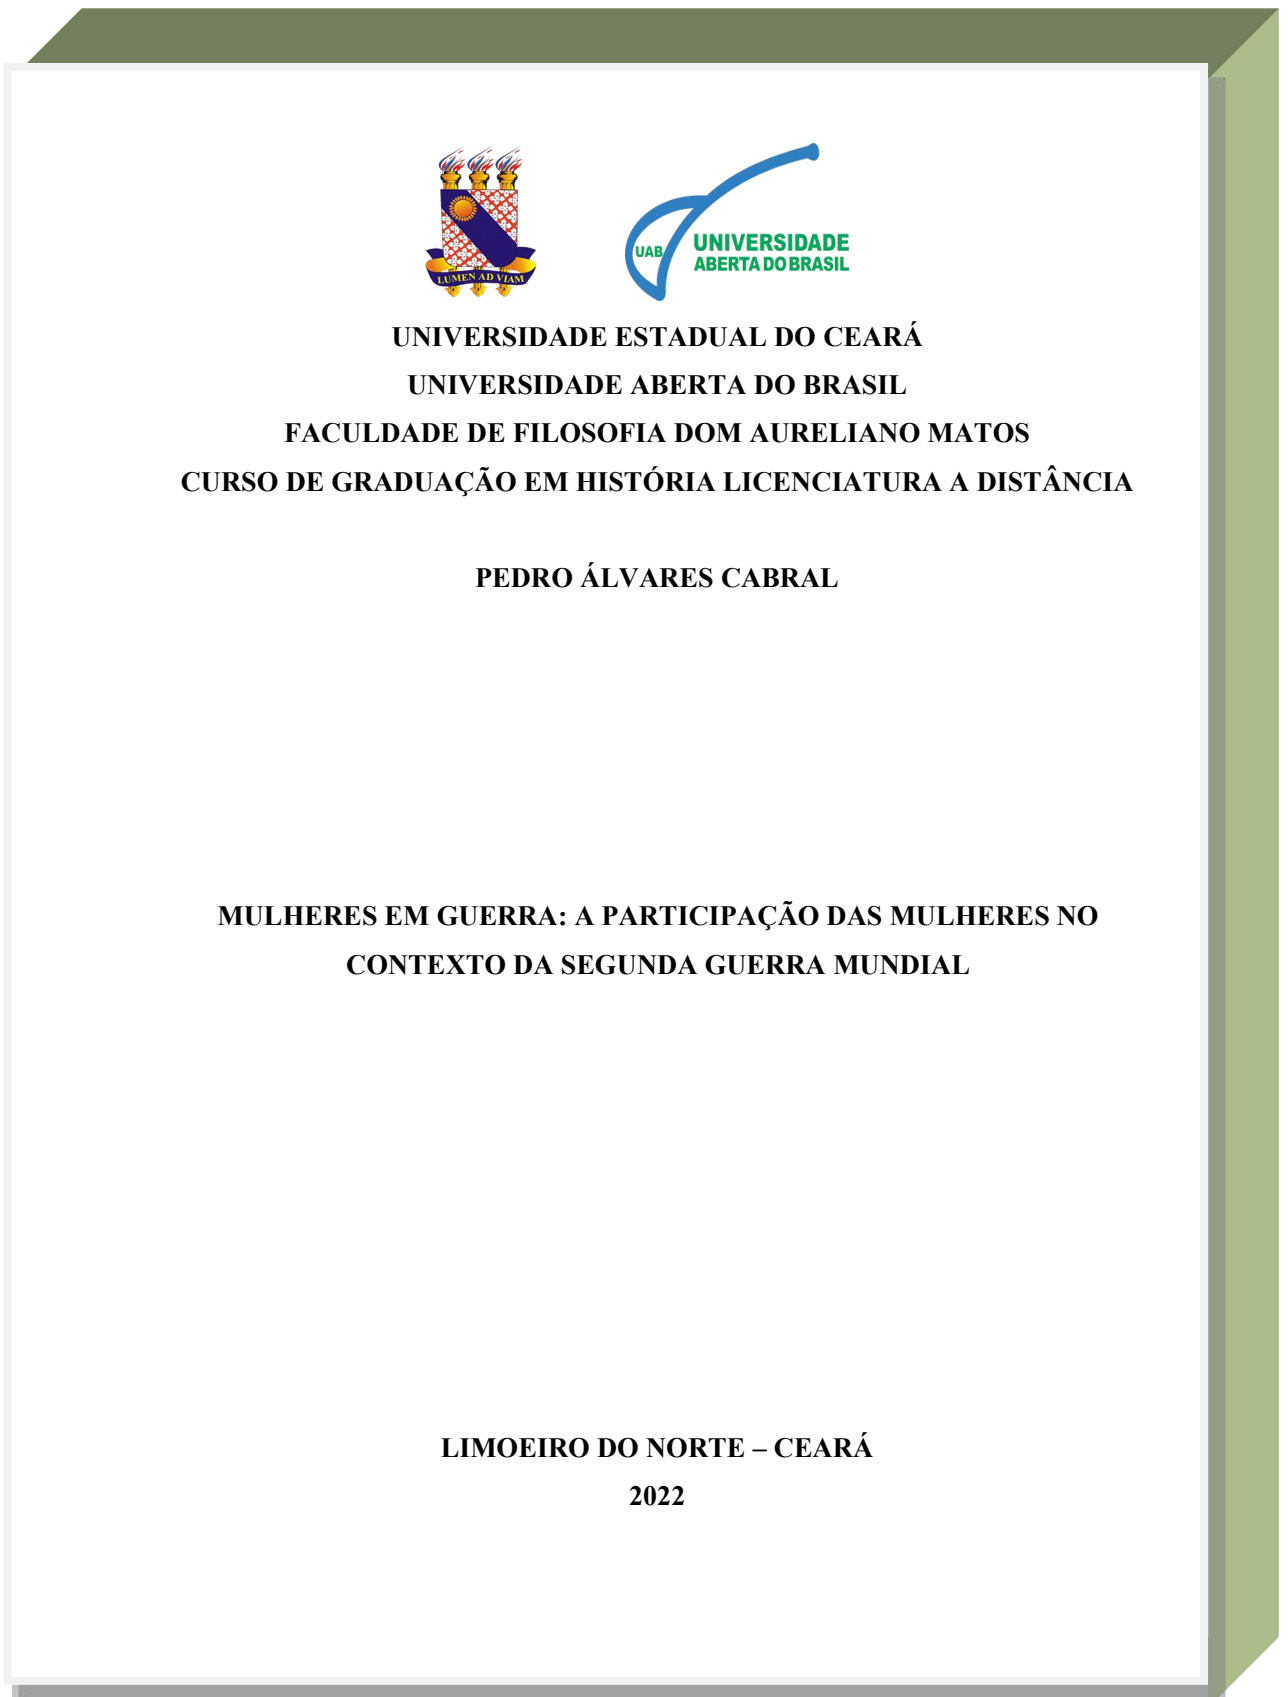 LUMEN AD VIAM
UAB
UNIVERSIDADE
ABERTA DO BRASIL
UNIVERSIDADE ESTADUAL DO CEARÁ
UNIVERSIDADE ABERTA DO BRASIL
FACULDADE DE FILOSOFIA DOM AURELIANO MATOS
CURSO DE GRADUAÇÃO EM HISTÓRIA LICENCIATURA A DISTÂNCIA
PEDRO ÁLVARES CABRAL
MULHERES EM GUERRA: A PARTICIPAÇÃO DAS MULHERES NO
CONTEXTO DA SEGUNDA GUERRA MUNDIAL
LIMOEIRO DO NORTE – CEARÁ
2022